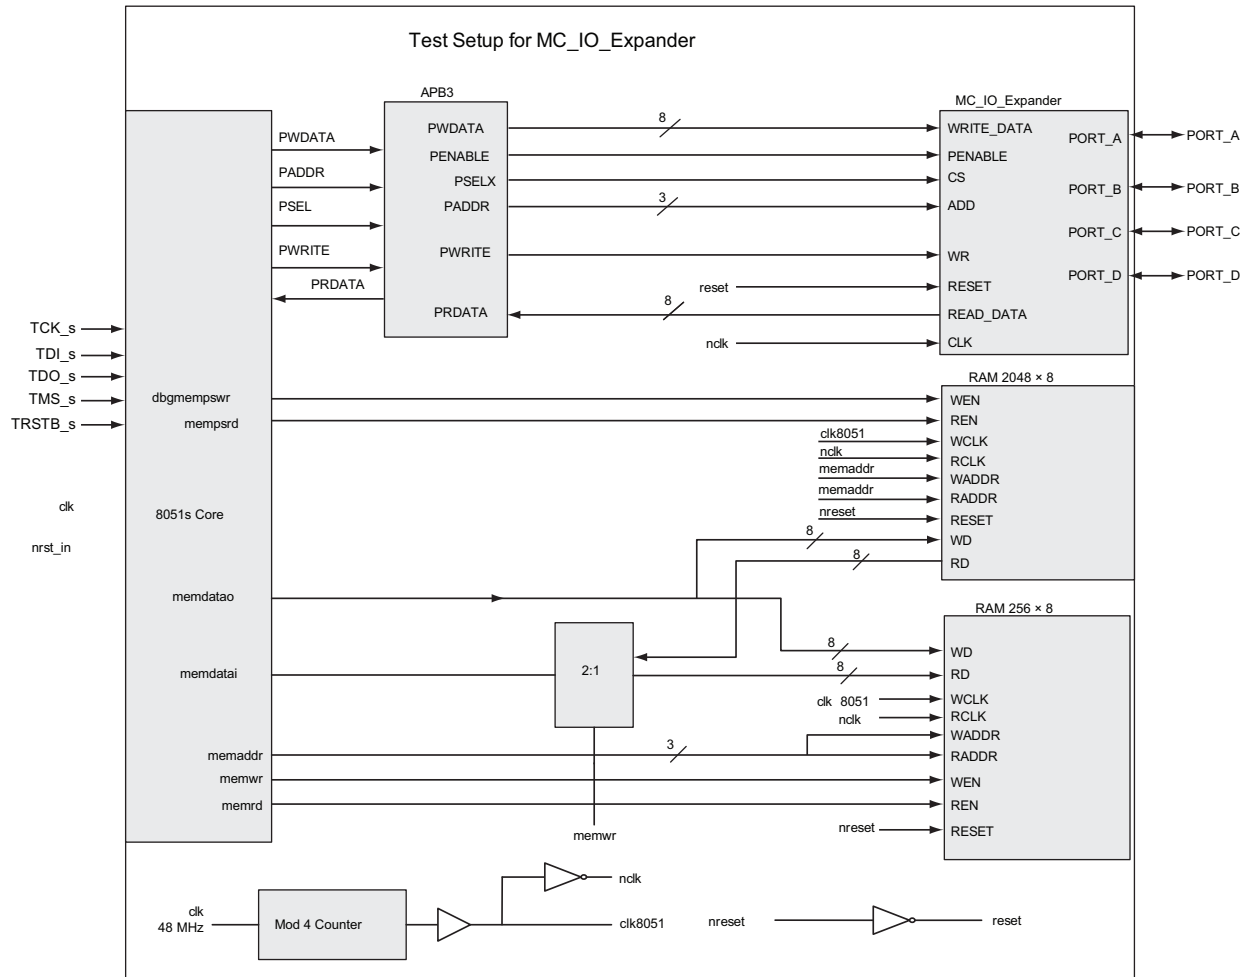 Test Setup for MC_IO_Expander
APB3
MC_IO_Expander
PWDATA
PADDR
PSEL
PWRITE
PRDATA
PWDATA
PENABLE
PSELX
PADDR
PWRITE
PRDATA
8
3
8
reset
nclk
WRITE_DATA
PENABLE
CS
ADD
WR
RESET
READ_DATA
CLK
PORT_A
PORT_B
PORT_C
PORT_D
PORT_A
PORT_B
PORT_C
PORT_D
TCK_s
TDI_s
TDO_s
TMS_s
TRSTB_s
clk
nrst_in
dbgmempswr
mempsrd
8051s Core
memdatao
memdatai
memaddr
memwr
memrd
RAM 2048 × 8
WEN
REN
WCLK
RCLK
WADDR
RADDR
RESET
WD
RD
clk8051
nclk
memaddr
memaddr
nreset
8
8
2:1
memwr
RAM 256 × 8
WD
RD
WCLK
RCLK
WADDR
RADDR
WEN
REN
RESET
8
8
clk 8051
nclk
3
nreset
clk
48 MHz
Mod 4 Counter
nclk
clk8051
nreset
reset